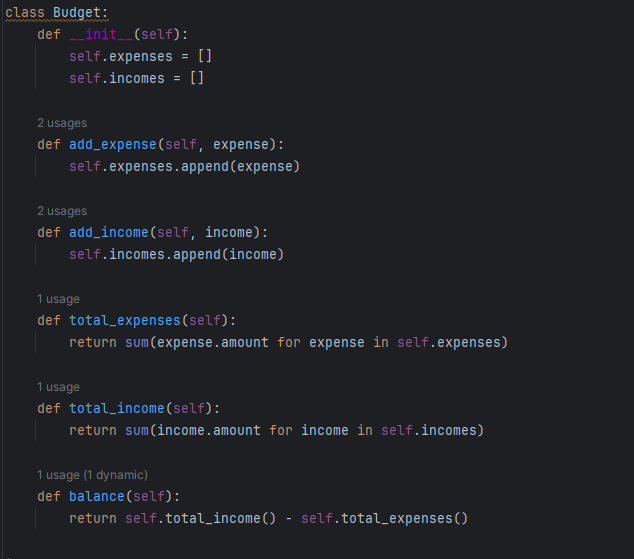 class Budget:
    def __init__(self):
        self.expenses = []
        self.incomes = []

    2 usages
    def add_expense(self, expense):
        self.expenses.append(expense)

    2 usages
    def add_income(self, income):
        self.incomes.append(income)

    1 usage
    def total_expenses(self):
        return sum(expense.amount for expense in self.expenses)

    1 usage
    def total_income(self):
        return sum(income.amount for income in self.incomes)

    1 usage (1 dynamic)
    def balance(self):
        return self.total_income() - self.total_expenses()